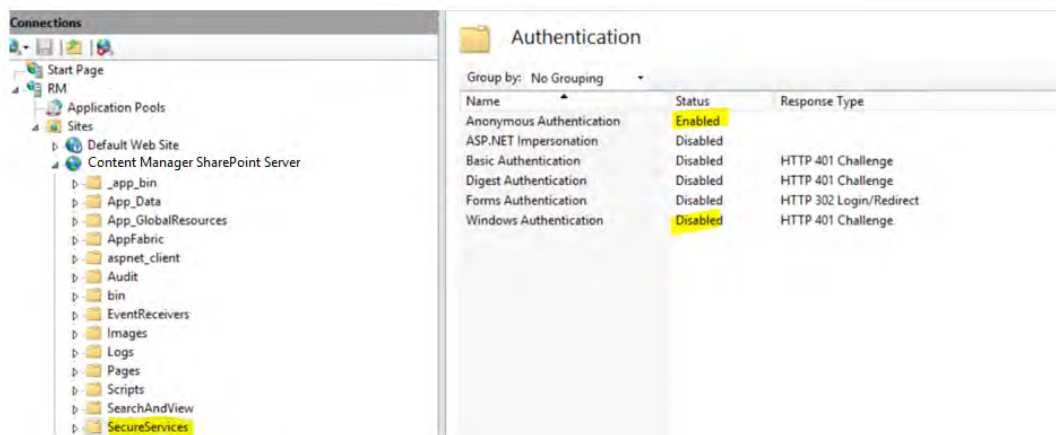 Connections
Start Page
RM
Application Pools
Sites
Default Web Site
Content Manager SharePoint Server
_app_bin
App_Data
App_GlobalResources
AppFabric
aspnet_client
Audit
bin
EventReceivers
Images
Logs
Pages
Scripts
SearchAndView
SecureServices
Authentication
Group by: No Grouping
Name Status Response Type
Anonymous Authentication Enabled
ASP.NET Impersonation Disabled
Basic Authentication Disabled HTTP 401 Challenge
Digest Authentication Disabled HTTP 401 Challenge
Forms Authentication Disabled HTTP 302 Login/Redirect
Windows Authentication Disabled HTTP 401 Challenge